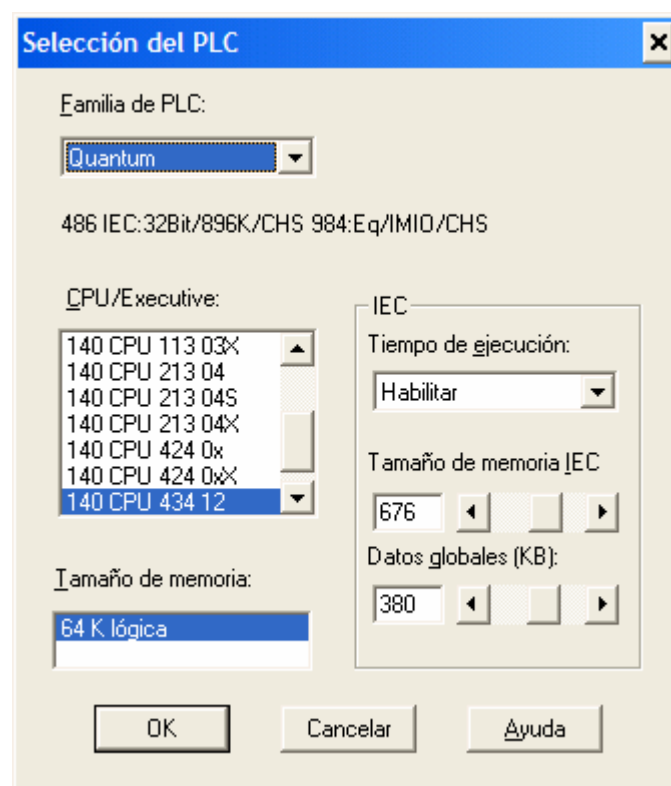 Selección del PLC
Familia de PLC:
Quantum
486 IEC:32Bit/896K/CHS 984:Eq/IMIO/CHS
CPU/Executive:
140 CPU 113 03X
140 CPU 213 04
140 CPU 213 04S
140 CPU 213 04X
140 CPU 424 0x
140 CPU 424 0xX
140 CPU 434 12
Tamaño de memoria:
64 K lógica
IEC
Tiempo de ejecución:
Habilitar
Tamaño de memoria IEC
676
Datos globales (KB):
380
OK
Cancelar
Ayuda